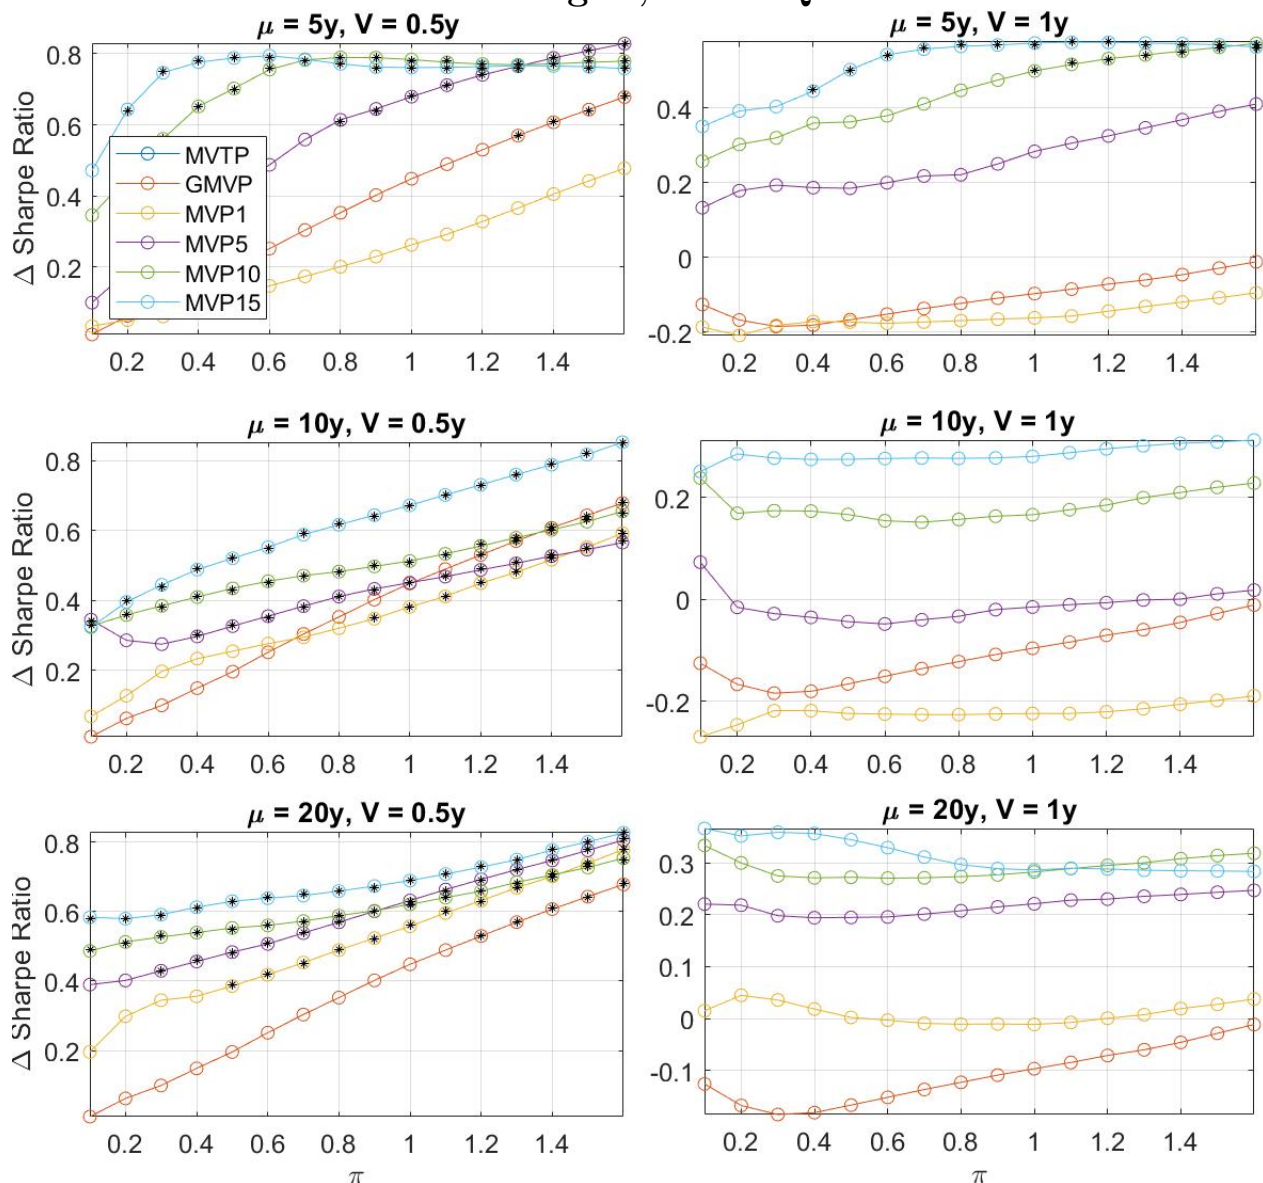 μ = 5y, V = 0.5y
Δ Sharpe Ratio
0.8
0.6
0.4
0.2
MVTP
GMVP
MVP1
MVP5
MVP10
MVP15
0.2 0.4 0.6 0.8 1 1.2 1.4
μ = 5y, V = 1y
0.4
0.2
0
-0.2
0.2 0.4 0.6 0.8 1 1.2 1.4
μ = 10y, V = 0.5y
Δ Sharpe Ratio
0.8
0.6
0.4
0.2
0.2 0.4 0.6 0.8 1 1.2 1.4
μ = 10y, V = 1y
0.2
0
-0.2
0.2 0.4 0.6 0.8 1 1.2 1.4
μ = 20y, V = 0.5y
Δ Sharpe Ratio
0.8
0.6
0.4
0.2
0.2 0.4 0.6 0.8 1 1.2 1.4
π
μ = 20y, V = 1y
0.3
0.2
0.1
0
-0.1
0.2 0.4 0.6 0.8 1 1.2 1.4
π